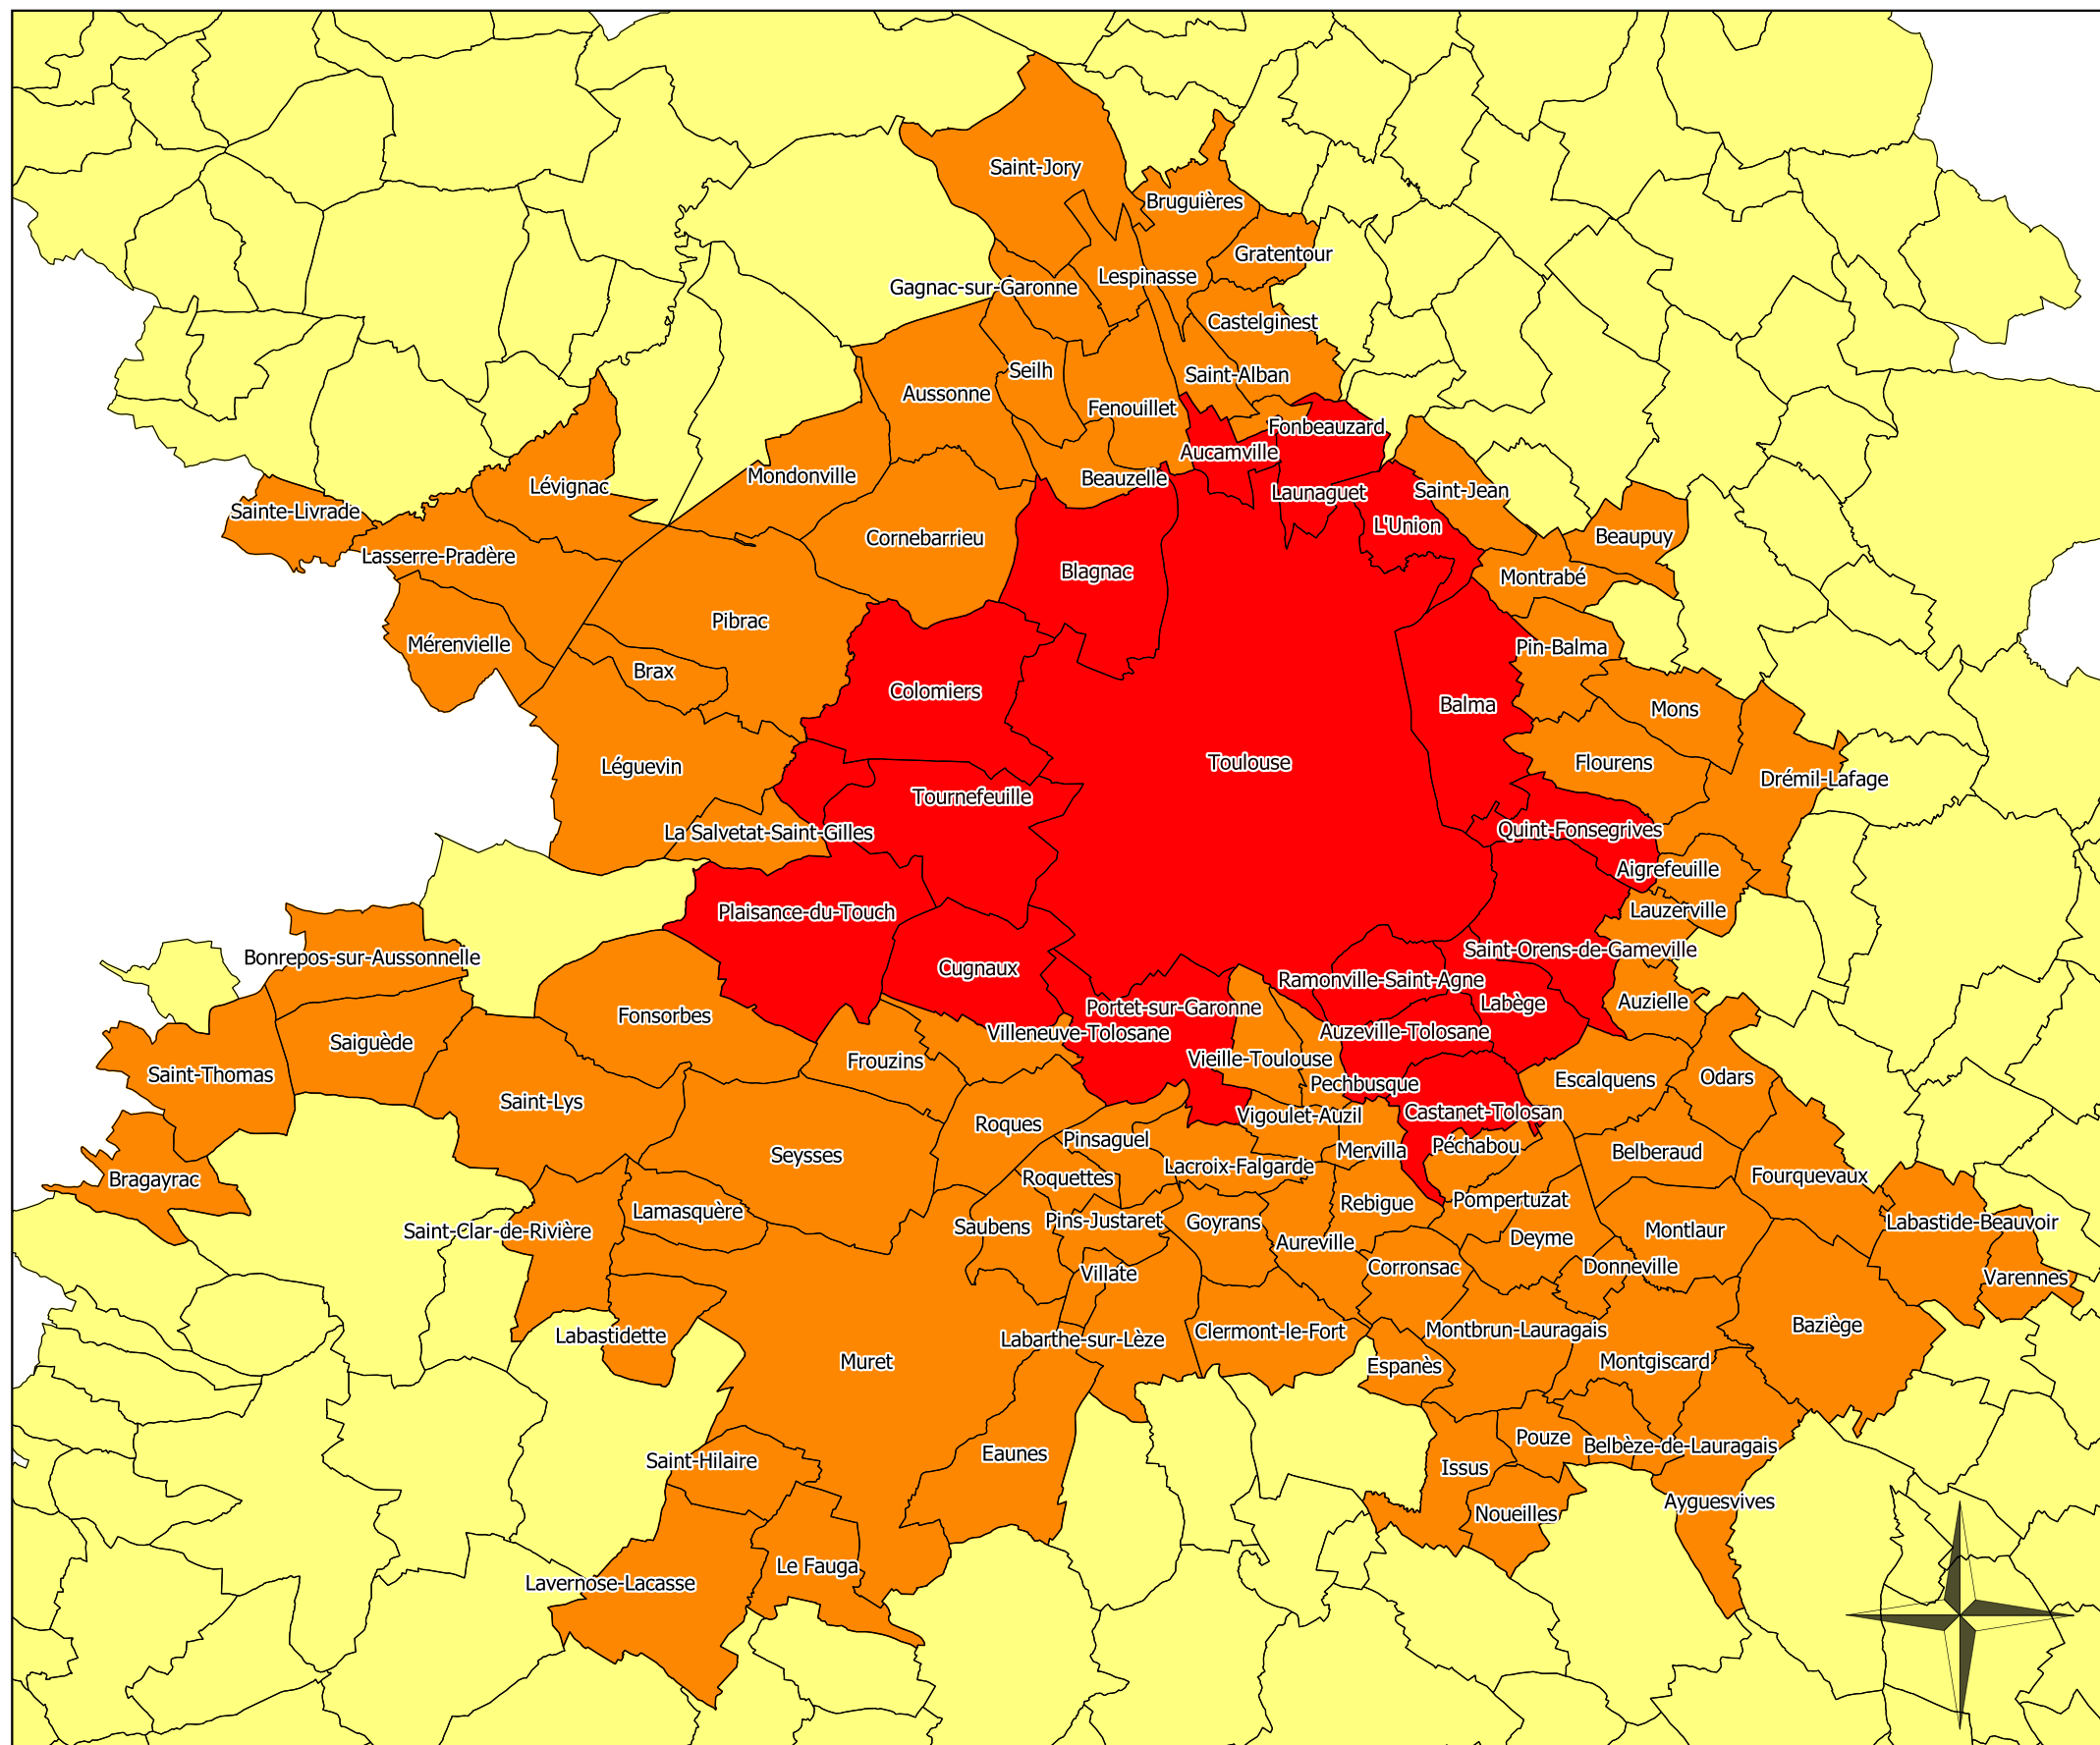 Saint-Jory
Bruguières
Gratentour
Lespinasse
Gagnac-sur-Garonne
Castelginest
Seilh
Saint-Alban
Aussonne
Fenouillet
Fonbeauzard
Aucamville
Mondonville
Beauzelle
Lévignac
Saint-Jean
Launaguet
Sainte-Livrade
L'Union
Beaupuy
Cornebarrieu
Lasserre-Pradère
Blagnac
Montrabé
Pibrac
Mérenvielle
Pin-Balma
Brax
Colomiers
Balma
Mons
Toulouse
Flourens
Léguevin
Drémil-Lafage
Tournefeuille
Quint-Fonsegrives
La Salvetat-Saint-Gilles
Aigrefeuille
Lauzerville
Plaisance-du-Touch
Saint-Orens-de-Gameville
Bonrepos-sur-Aussonnelle
Cugnaux
Ramonville-Saint-Agne
Auzielle
Labège
Portet-sur-Garonne
Fonsorbes
Auzeville-Tolosane
Villeneuve-Tolosane
Saiguède
Vieille-Toulouse
Frouzins
Saint-Thomas
Odars
Escalquens
Pechbusque
Saint-Lys
Castanet-Tolosan
Vigoulet-Auzil
Roques
Pinsaguel
Péchabou
Mervilla
Belberaud
Seysses
Lacroix-Falgarde
Fourquevaux
Roquettes
Bragayrac
Pompertuzat
Rebigue
Lamasquère
Pins-Justaret
Goyrans
Labastide-Beauvoir
Saubens
Montlaur
Saint-Clar-de-Rivière
Deyme
Aureville
Donneville
Corronsac
Villate
Varennes
Baziège
Montbrun-Lauragais
Clermont-le-Fort
Labastidette
Labarthe-sur-Lèze
Muret
Montgiscard
Espanès
Pouze
Belbèze-de-Lauragais
Eaunes
Saint-Hilaire
Issus
Ayguesvives
Noueilles
Le Fauga
Lavernose-Lacasse